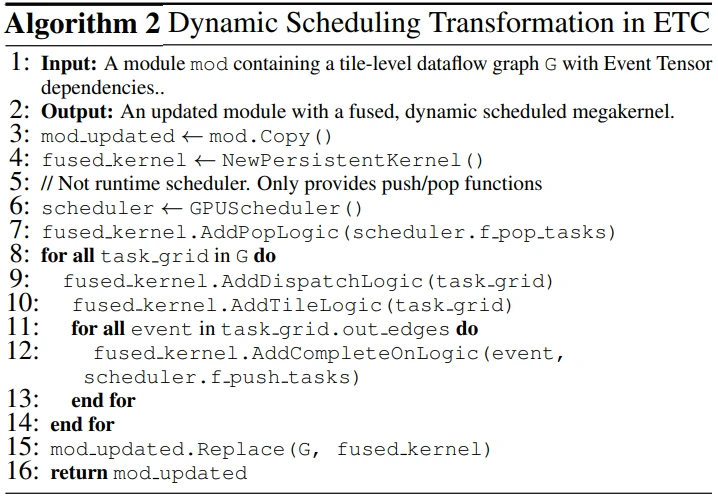 Algorithm 2 Dynamic Scheduling Transformation in ETC
1: Input: A module mod containing a tile-level dataflow graph G with Event Tensor
dependencies..
2: Output: An updated module with a fused, dynamic scheduled megakernel.
3: mod_updated ← mod.Copy()
4: fused_kernel ← NewPersistentKernel()
5: // Not runtime scheduler. Only provides push/pop functions
6: scheduler ← GPUScheduler()
7: fused_kernel.AddPopLogic(scheduler.f_pop_tasks)
8: for all task_grid in G do
9: fused_kernel.AddDispatchLogic(task_grid)
10: fused_kernel.AddTileLogic(task_grid)
11: for all event in task_grid.out_edges do
12: fused_kernel.AddCompleteOnLogic(event,
scheduler.f_push_tasks)
13: end for
14: end for
15: mod_updated.Replace(G, fused_kernel)
16: return mod_updated